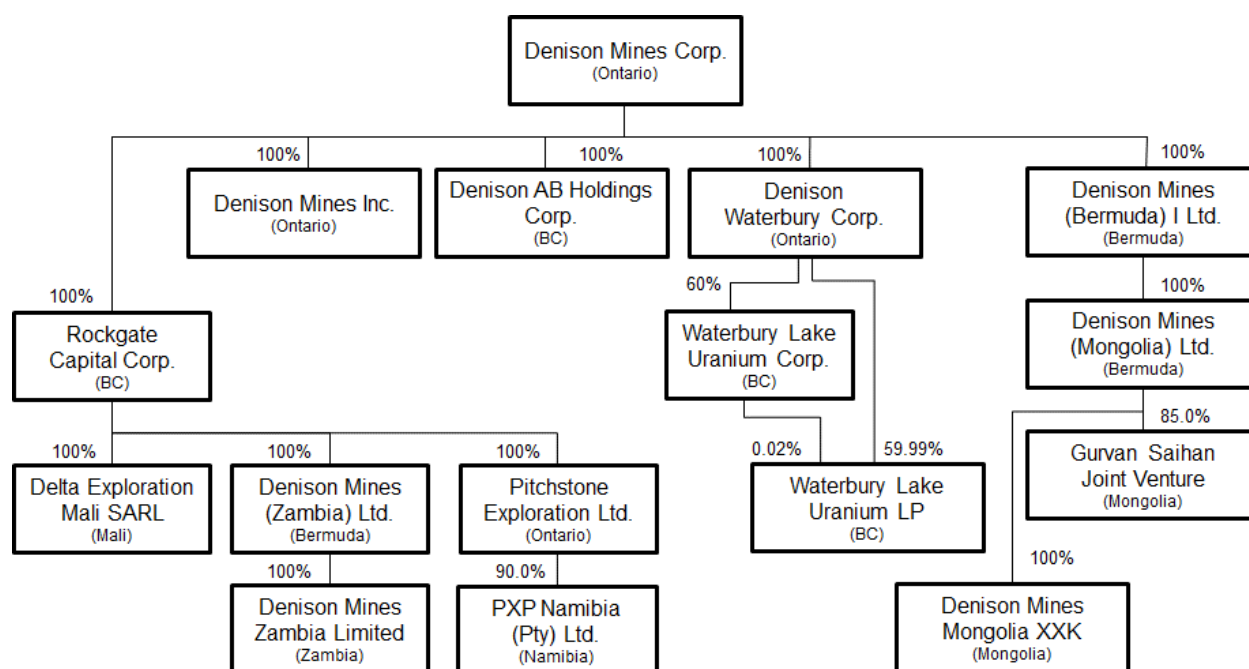 Denison Mines Corp.
(Ontario)
100%
100%
100%
100%
Denison Mines Inc.
(Ontario)
Denison AB Holdings
Corp.
(BC)
Denison
Waterbury Corp.
(Ontario)
Denison Mines
(Bermuda) I Ltd.
(Bermuda)
100%
60%
100%
Rockgate
Capital Corp.
(BC)
Waterbury Lake
Uranium Corp.
(BC)
Denison Mines
(Mongolia) Ltd.
(Bermuda)
100%
100%
100%
0.02%
59.99%
85.0%
Delta Exploration
Mali SARL
(Mali)
Denison Mines
(Zambia) Ltd.
(Bermuda)
Pitchstone
Exploration Ltd.
(Ontario)
Waterbury Lake
Uranium LP
(BC)
Gurvan Saihan
Joint Venture
(Mongolia)
100%
90.0%
100%
Denison Mines
Zambia Limited
(Zambia)
PXP Namibia
(Pty) Ltd.
(Namibia)
Denison Mines
Mongolia XXK
(Mongolia)